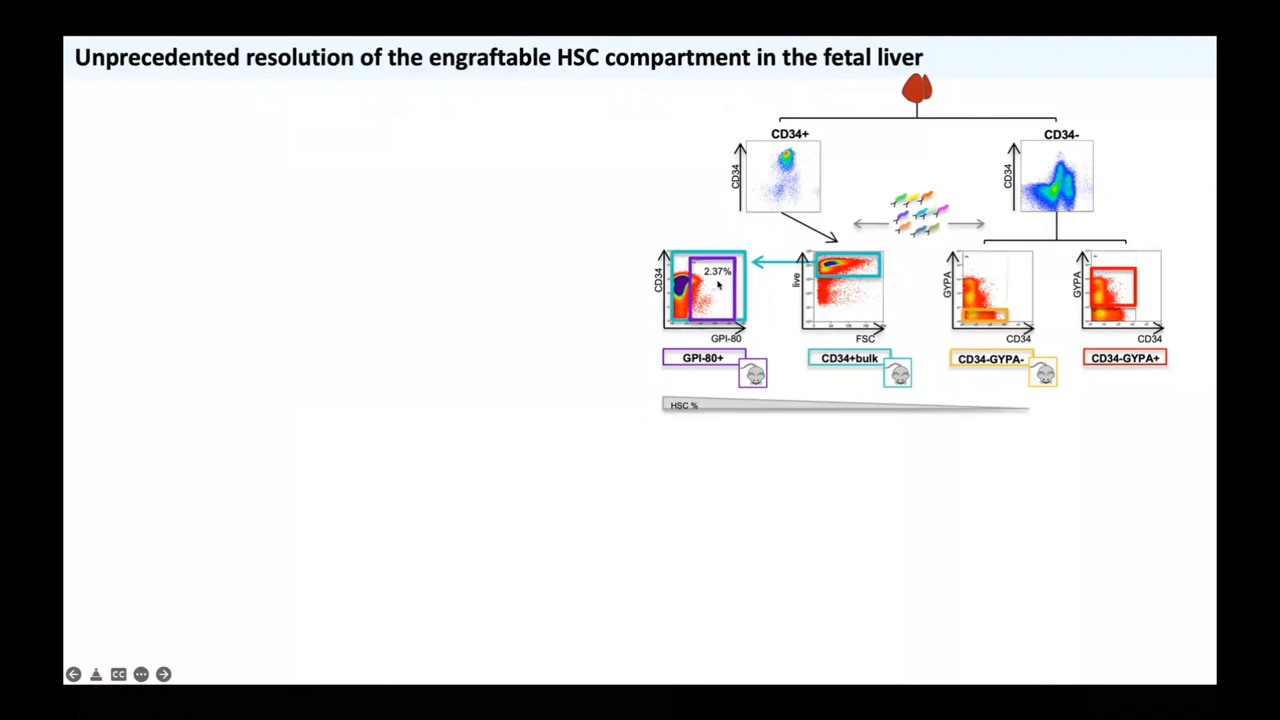 Unprecedented resolution of the engraftable HSC compartment in the fetal liver
CD34+
CD34-
CD34
CD34
CD34
2.37%
GPI-80
live
FSC
GYPA
CD34
GYPA
CD34
GPI-80+
CD34+bulk
CD34-GYPA-
CD34-GYPA+
HSC %
CC